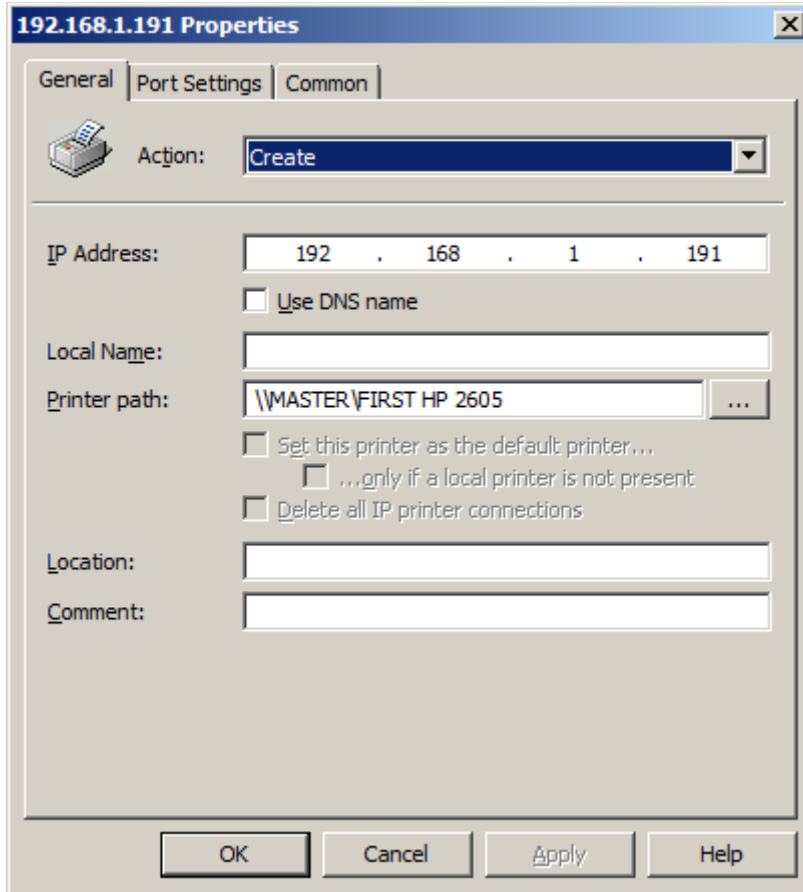 192.168.1.191 Properties
General Port Settings Common
Action: Create
IP Address: 192 . 168 . 1 . 191
Use DNS name
Local Name:
Printer path: \\MASTER\FIRST HP 2605 ...
Set this printer as the default printer...
...only if a local printer is not present
Delete all IP printer connections
Location:
Comment:
OK Cancel Apply Help